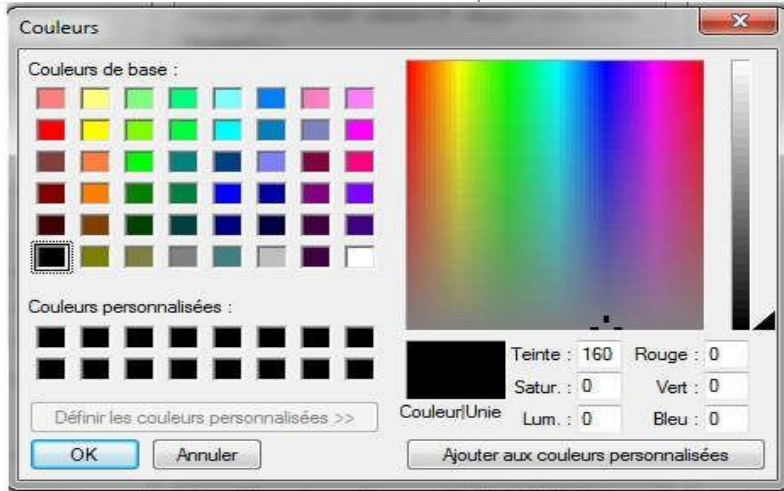 Couleurs
Couleurs de base :
Couleurs personnalisées :
Définir les couleurs personnalisées >>
OK
Annuler
Teinte : 160
Rouge : 0
Satur. : 0
Vert : 0
Couleur|Unie
Lum. : 0
Bleu : 0
Ajouter aux couleurs personnalisées